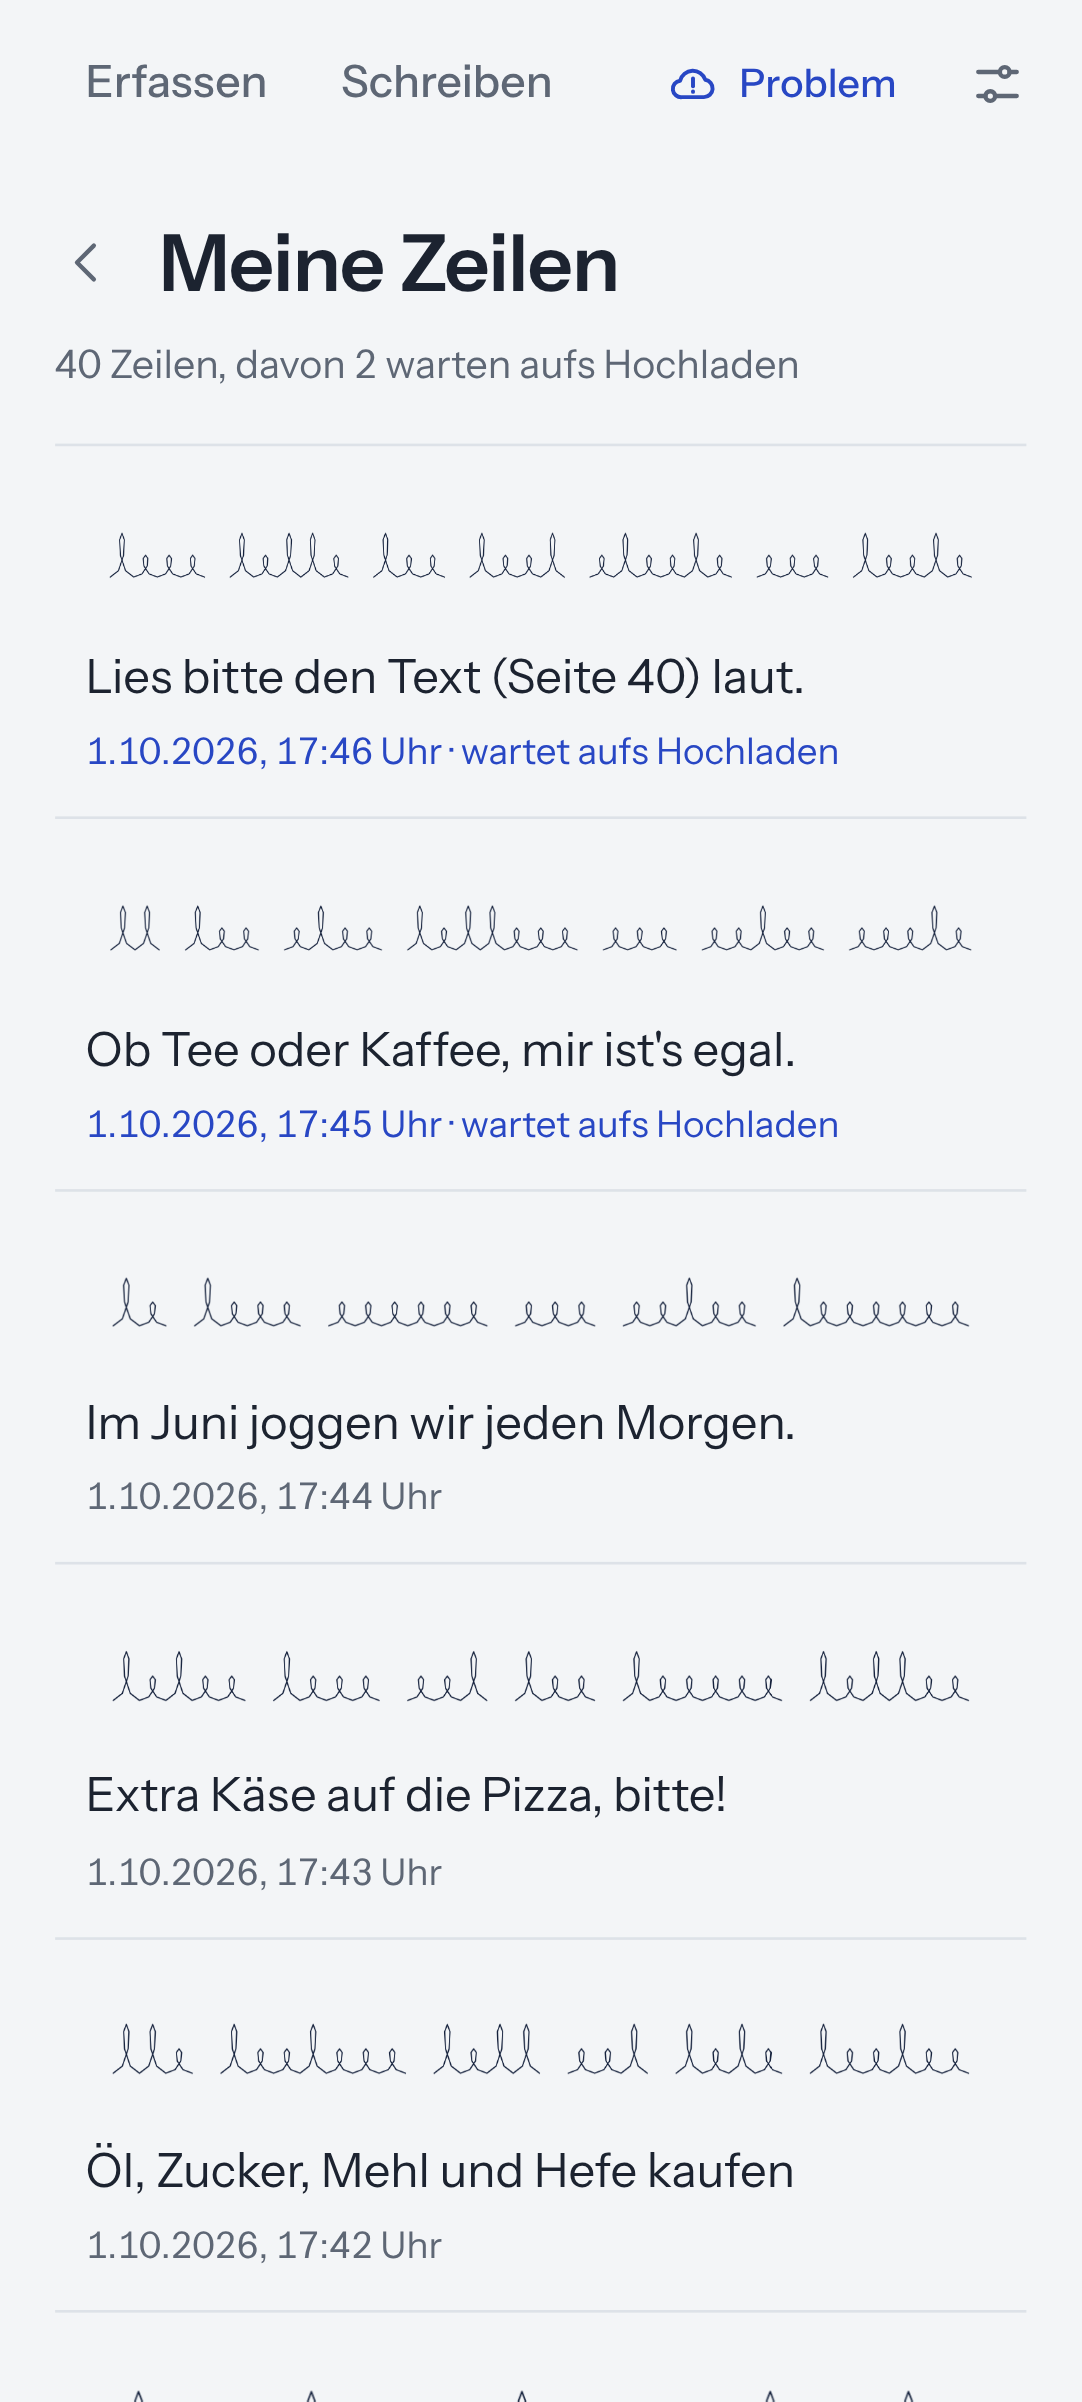 Erfassen Schreiben Problem
Meine Zeilen
40 Zeilen, davon 2 warten aufs Hochladen
Lies bitte den Text (Seite 40) laut.
1.10.2026, 17:46 Uhr · wartet aufs Hochladen
Ob Tee oder Kaffee, mir ist's egal.
1.10.2026, 17:45 Uhr · wartet aufs Hochladen
Im Juni joggen wir jeden Morgen.
1.10.2026, 17:44 Uhr
Extra Käse auf die Pizza, bitte!
1.10.2026, 17:43 Uhr
Öl, Zucker, Mehl und Hefe kaufen
1.10.2026, 17:42 Uhr